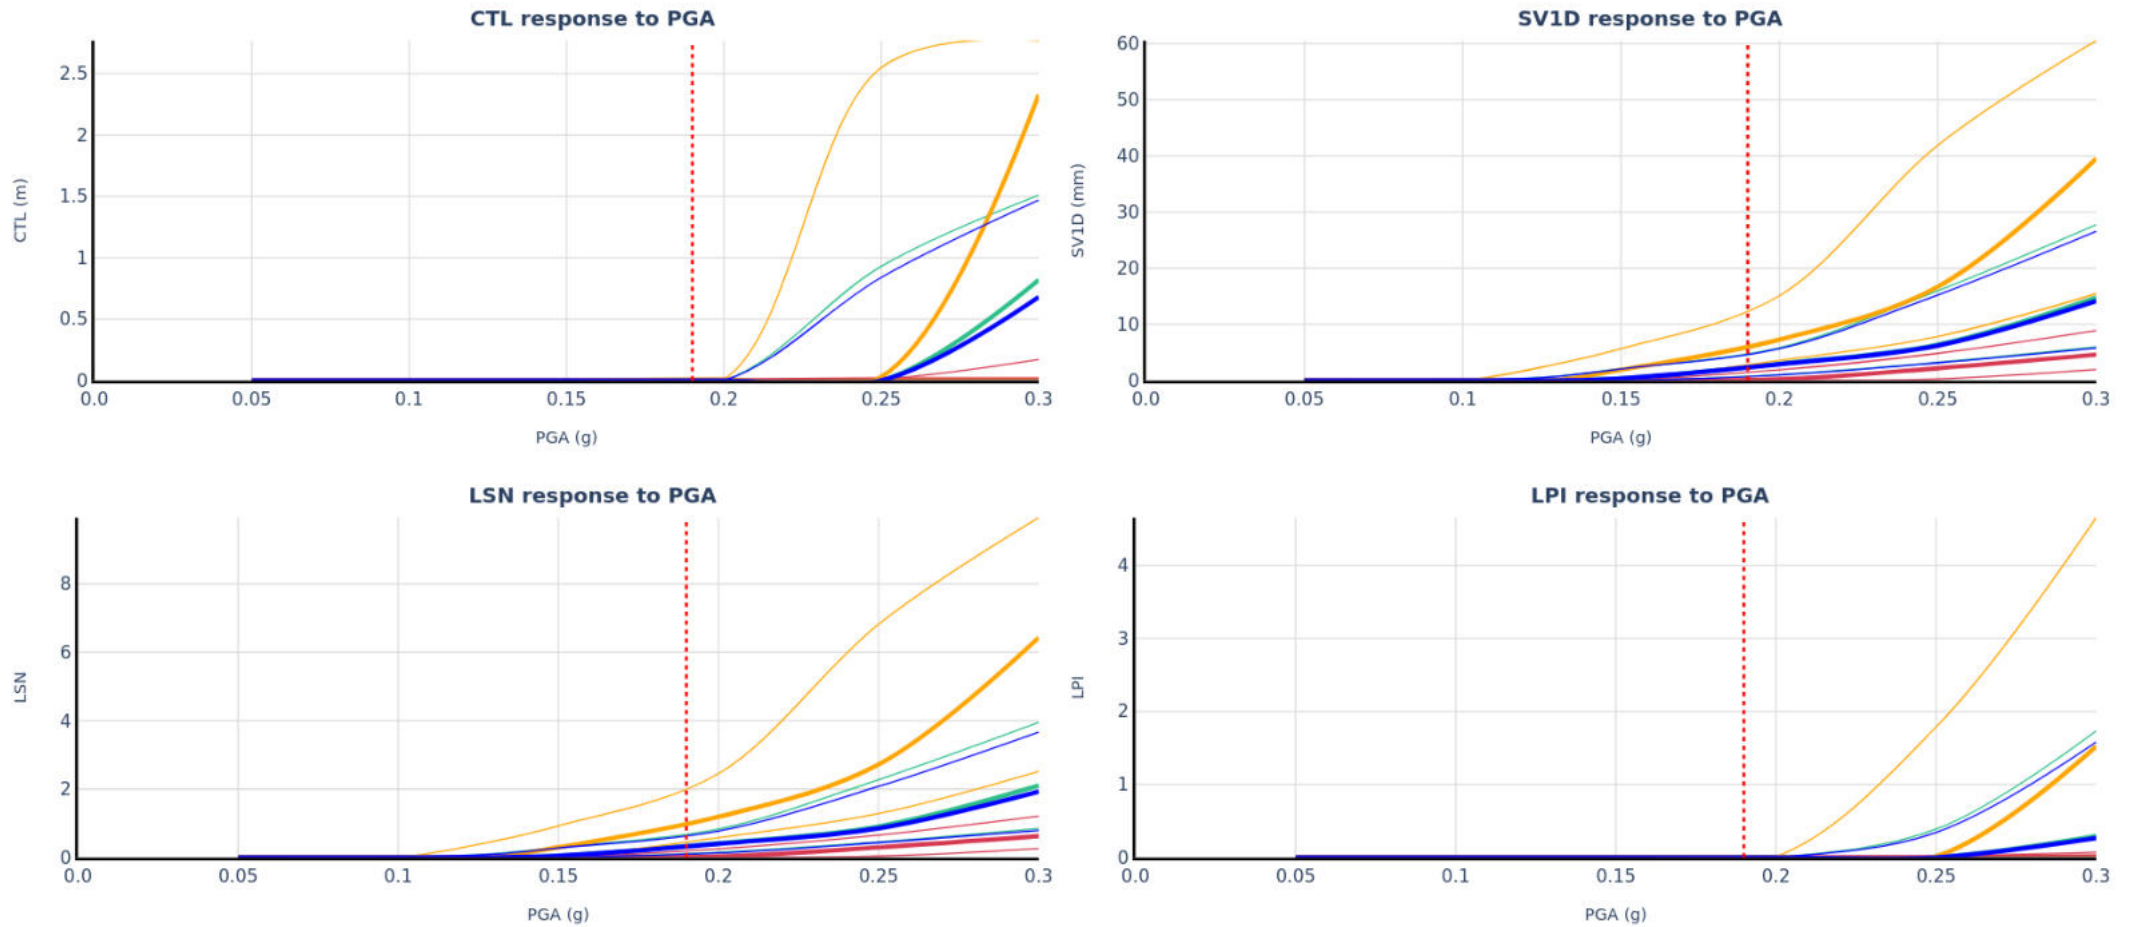 CTL response to PGA
CTL (m)
2.5
2
1.5
1
0.5
0
0.0 0.05 0.1 0.15 0.2 0.25 0.3
PGA (g)
SV1D response to PGA
SV1D (mm)
60
50
40
30
20
10
0
0.0 0.05 0.1 0.15 0.2 0.25 0.3
PGA (g)
LSN response to PGA
LSN
8
6
4
2
0
0.0 0.05 0.1 0.15 0.2 0.25 0.3
PGA (g)
LPI response to PGA
LPI
4
3
2
1
0
0.0 0.05 0.1 0.15 0.2 0.25 0.3
PGA (g)